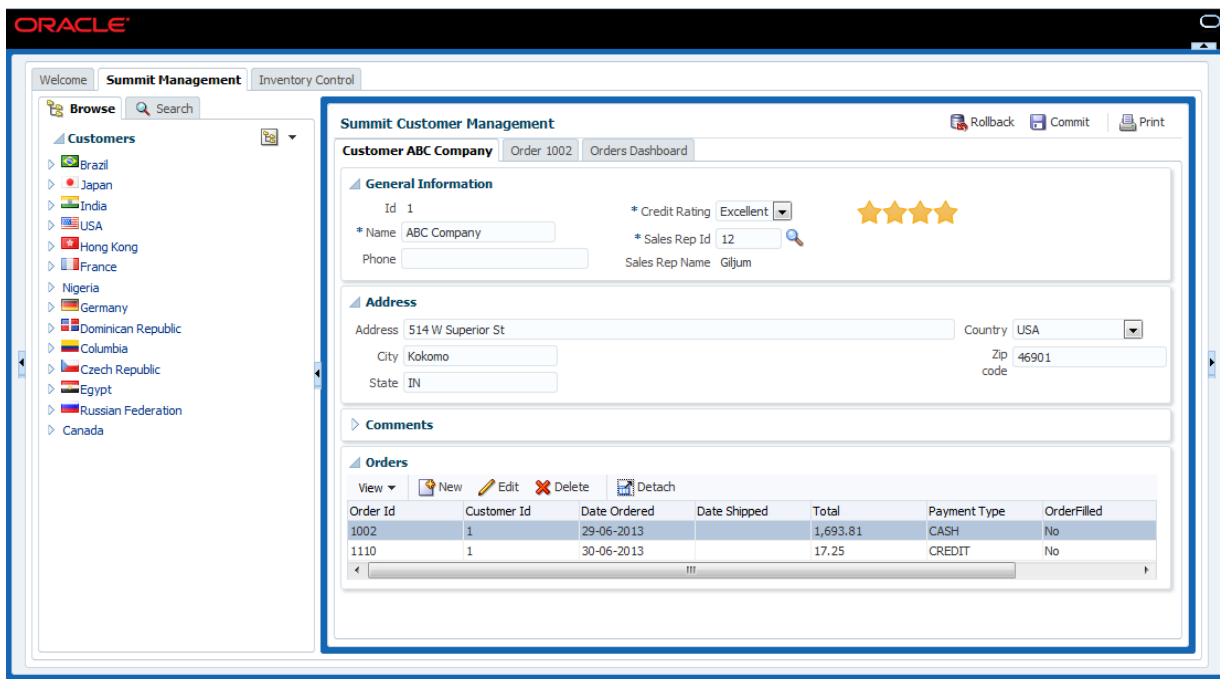 ORACLE
Welcome Summit Management Inventory Control
Browse Search
Customers
Brazil
Japan
India
USA
Hong Kong
France
Nigeria
Germany
Dominican Republic
Columbia
Czech Republic
Egypt
Russian Federation
Canada
Summit Customer Management Rollback Commit Print
Customer ABC Company Order 1002 Orders Dashboard
General Information
Id 1 * Credit Rating Excellent
* Name ABC Company * Sales Rep Id 12
Phone Sales Rep Name Giljum
Address
Address 514 W Superior St Country USA
City Kokomo Zip code 46901
State IN
Comments
Orders
View New Edit Delete Detach
Order Id Customer Id Date Ordered Date Shipped Total Payment Type OrderFilled
1002 1 29-06-2013 1,693.81 CASH No
1110 1 30-06-2013 17.25 CREDIT No